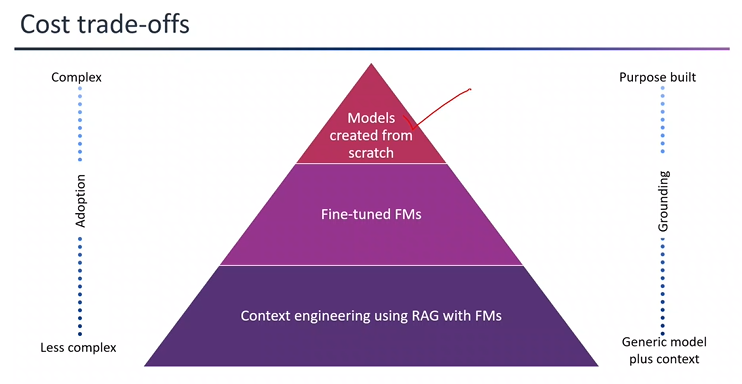 Cost trade-offs
Complex
Purpose built
Models
created from
scratch
Adoption
Grounding
Fine-tuned FMs
Context engineering using RAG with FMs
Less complex
Generic model
plus context